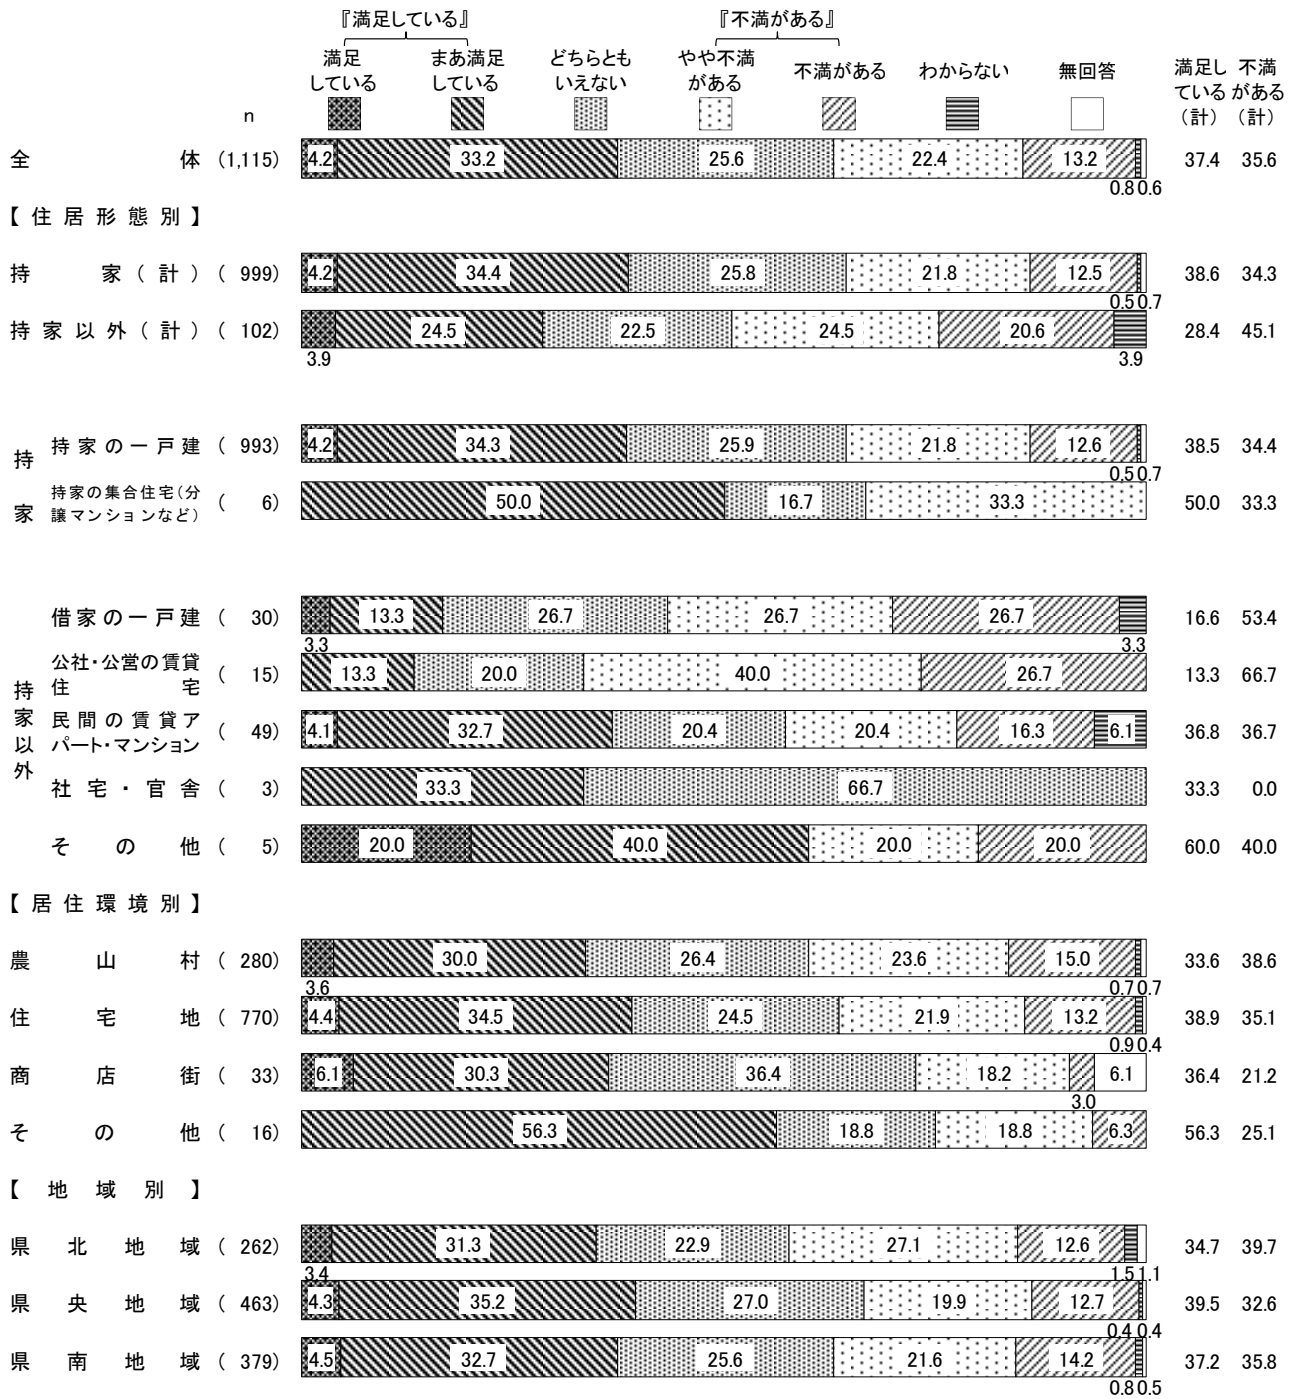 『満足している』 『不満がある』
満足 まあ満足 どちらとも やや不満 不満がある わからない 無回答 満足し 不満
している している いえない がある ている がある
n （計） （計）
全体 (1,115) 4.2 33.2 25.6 22.4 13.2 37.4 35.6
0.8 0.6
【住居形態別】
持家(計) ( 999) 4.2 34.4 25.8 21.8 12.5 38.6 34.3
0.5 0.7
持家以外(計) ( 102) 24.5 22.5 24.5 20.6 28.4 45.1
3.9 3.9
持家
持家の一戸建 ( 993) 4.2 34.3 25.9 21.8 12.6 38.5 34.4
0.5 0.7
持家の集合住宅(分
譲マンションなど) ( 6) 50.0 16.7 33.3 50.0 33.3
持家以外
借家の一戸建 ( 30) 13.3 26.7 26.7 26.7 16.6 53.4
3.3 3.3
公社・公営の賃貸
住宅 ( 15) 13.3 20.0 40.0 26.7 13.3 66.7
民間の賃貸ア
パート・マンション ( 49) 4.1 32.7 20.4 20.4 16.3 6.1 36.8 36.7
社宅・官舎 ( 3) 33.3 66.7 33.3 0.0
その他 ( 5) 20.0 40.0 20.0 20.0 60.0 40.0
【居住環境別】
農山村 ( 280) 30.0 26.4 23.6 15.0 33.6 38.6
3.6 0.7 0.7
住宅地 ( 770) 4.4 34.5 24.5 21.9 13.2 38.9 35.1
0.9 0.4
商店街 ( 33) 6.1 30.3 36.4 18.2 6.1 36.4 21.2
3.0
その他 ( 16) 56.3 18.8 18.8 6.3 56.3 25.1
【地域別】
県北地域 ( 262) 31.3 22.9 27.1 12.6 34.7 39.7
3.4 1.5 1.1
県央地域 ( 463) 4.3 35.2 27.0 19.9 12.7 39.5 32.6
0.4 0.4
県南地域 ( 379) 4.5 32.7 25.6 21.6 14.2 37.2 35.8
0.8 0.5